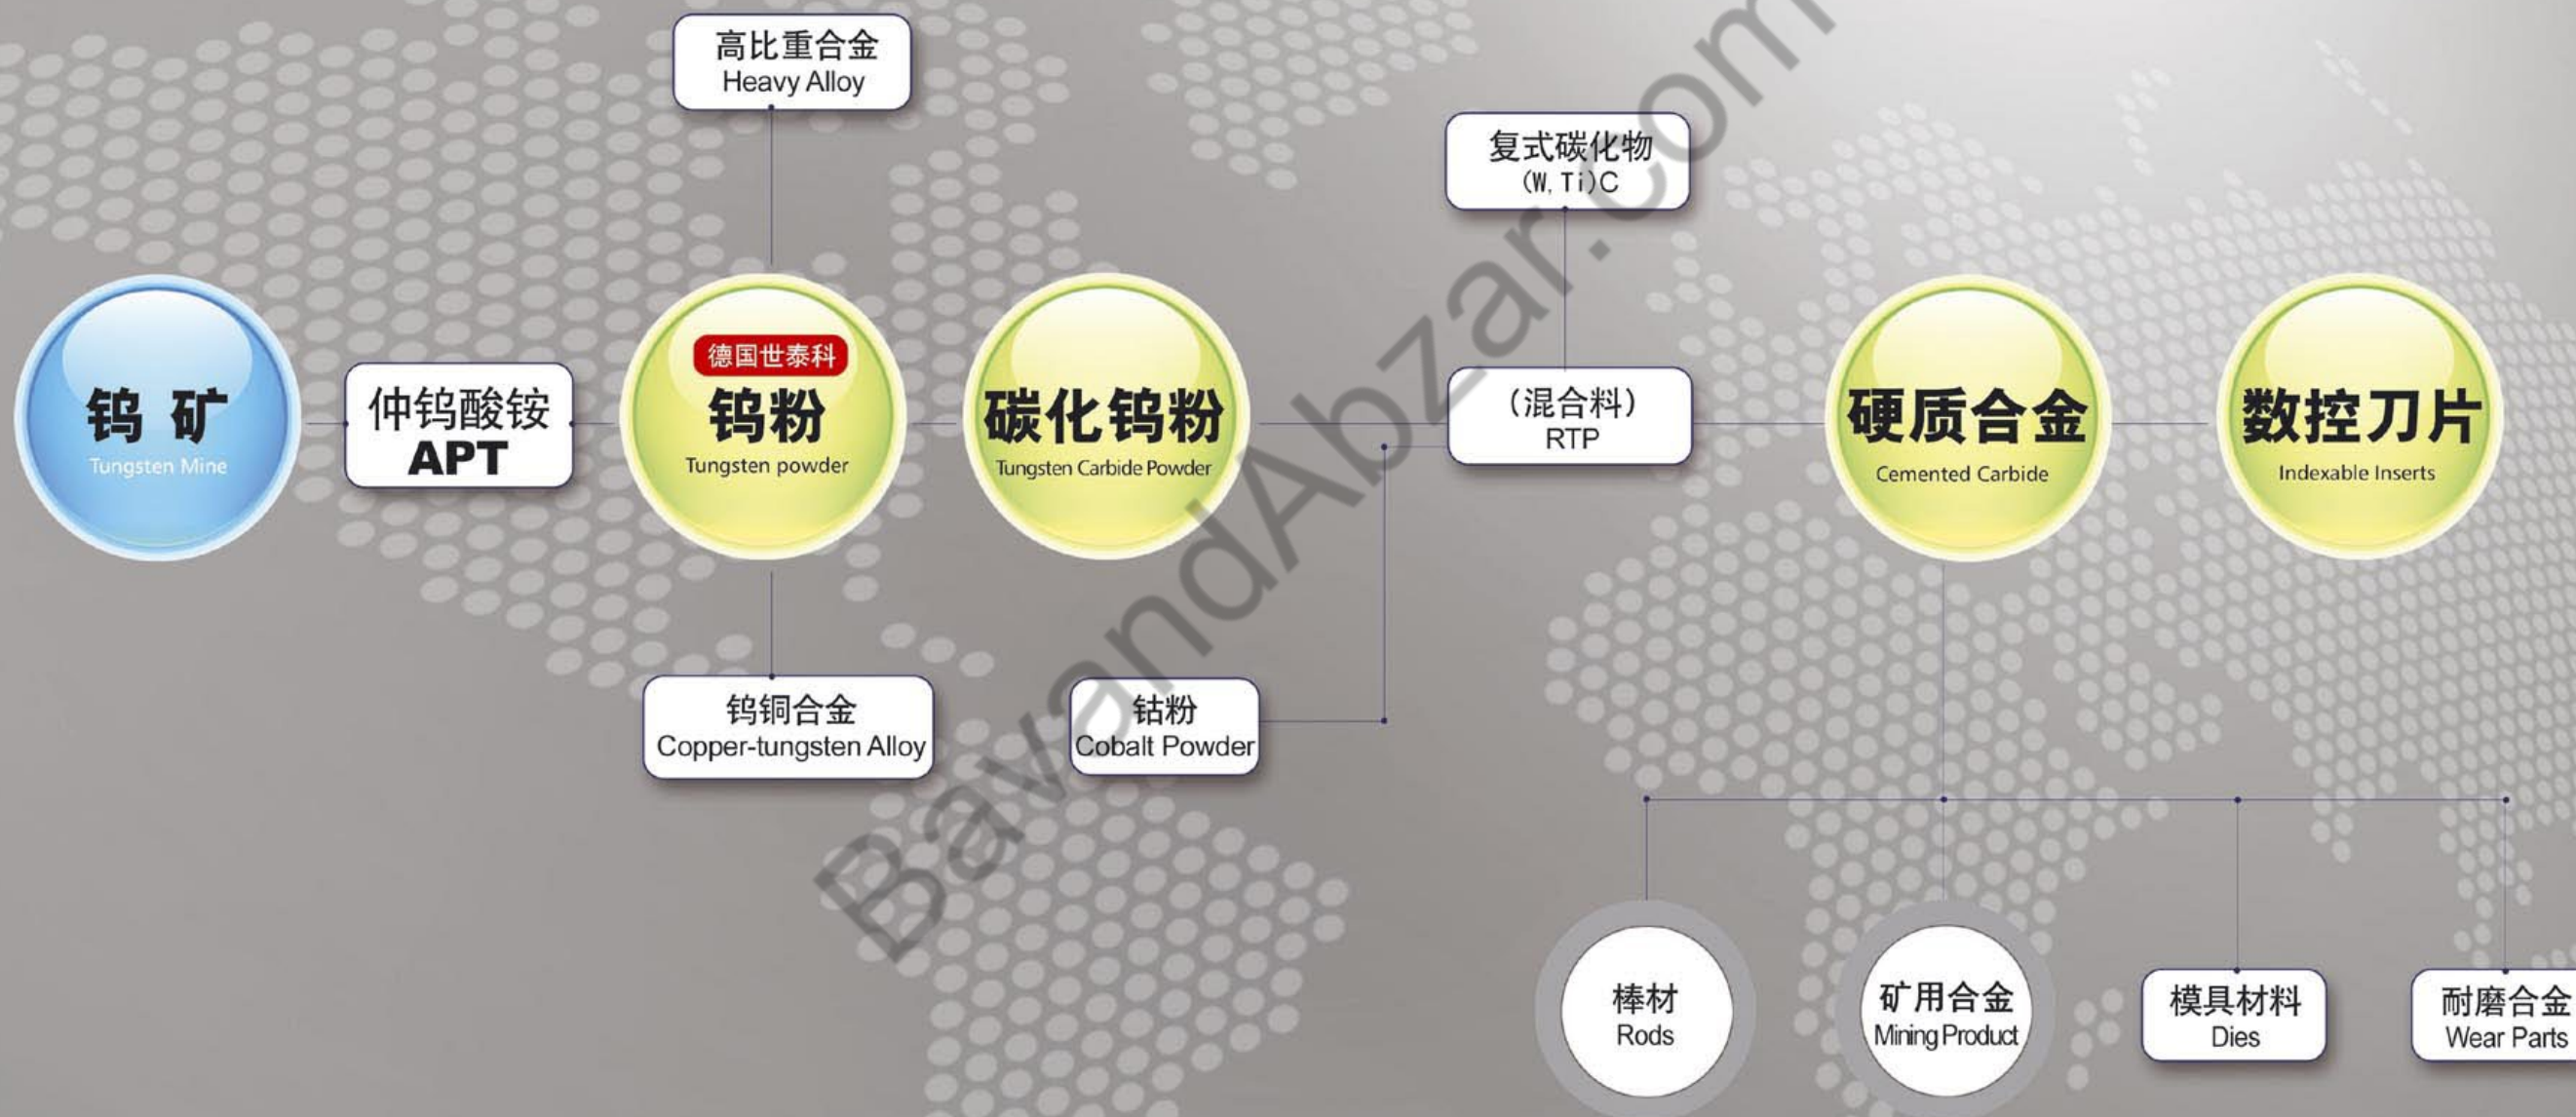 高比重合金
Heavy Alloy
复式碳化物
(W, Ti)C
钨 矿
Tungsten Mine
仲钨酸铵
APT
德国世泰科
钨粉
Tungsten powder
碳化钨粉
Tungsten Carbide Powder
（混合料）
RTP
硬质合金
Cemented Carbide
数控刀片
Indexable Inserts
钨铜合金
Copper-tungsten Alloy
钴粉
Cobalt Powder
棒材
Rods
矿用合金
Mining Product
模具材料
Dies
耐磨合金
Wear Parts
BavandAbzar.com